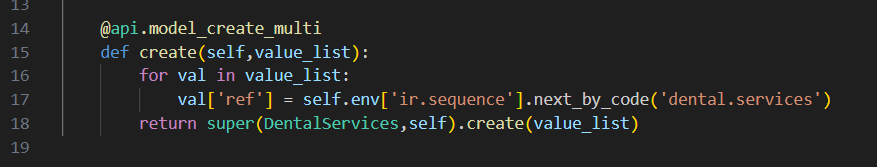 13
14 @api.model_create_multi
15 def create(self,value_list):
16 for val in value_list:
17 val['ref'] = self.env['ir.sequence'].next_by_code('dental.services')
18 return super(DentalServices,self).create(value_list)
19